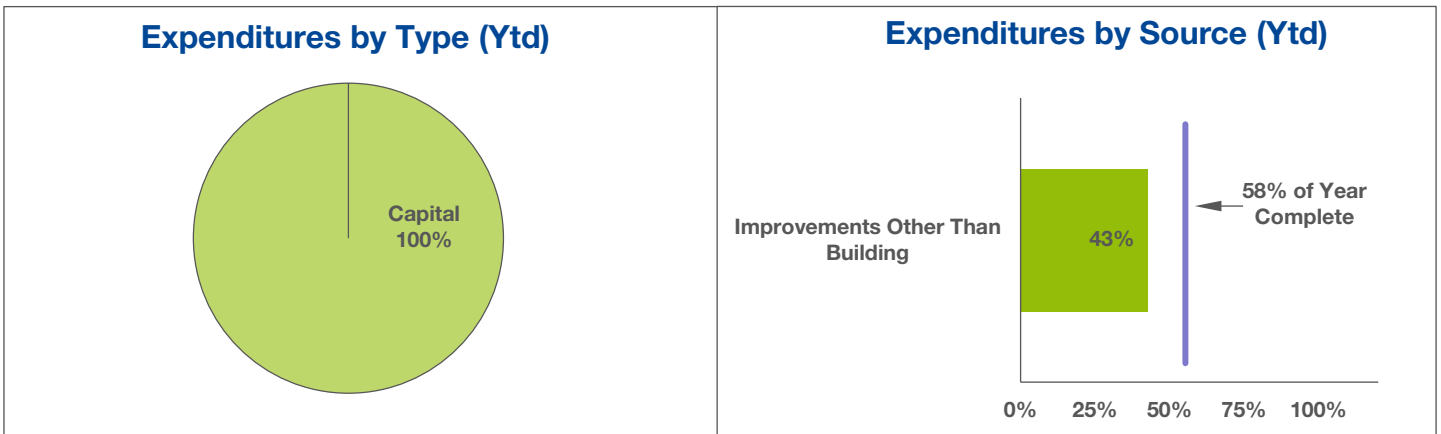 Expenditures by Type (Ytd)
Capital
100%
Expenditures by Source (Ytd)
Improvements Other Than
Building
43%
58% of Year
Complete
0% 25% 50% 75% 100%